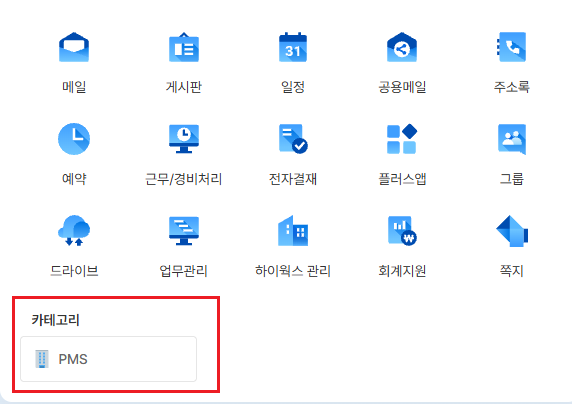 메일 게시판 31 일정 공용메일 주소록
예약 근무/경비처리 전자결재 플러스앱 그룹
드라이브 업무관리 하이웍스 관리 회계지원 쪽지
카테고리
PMS